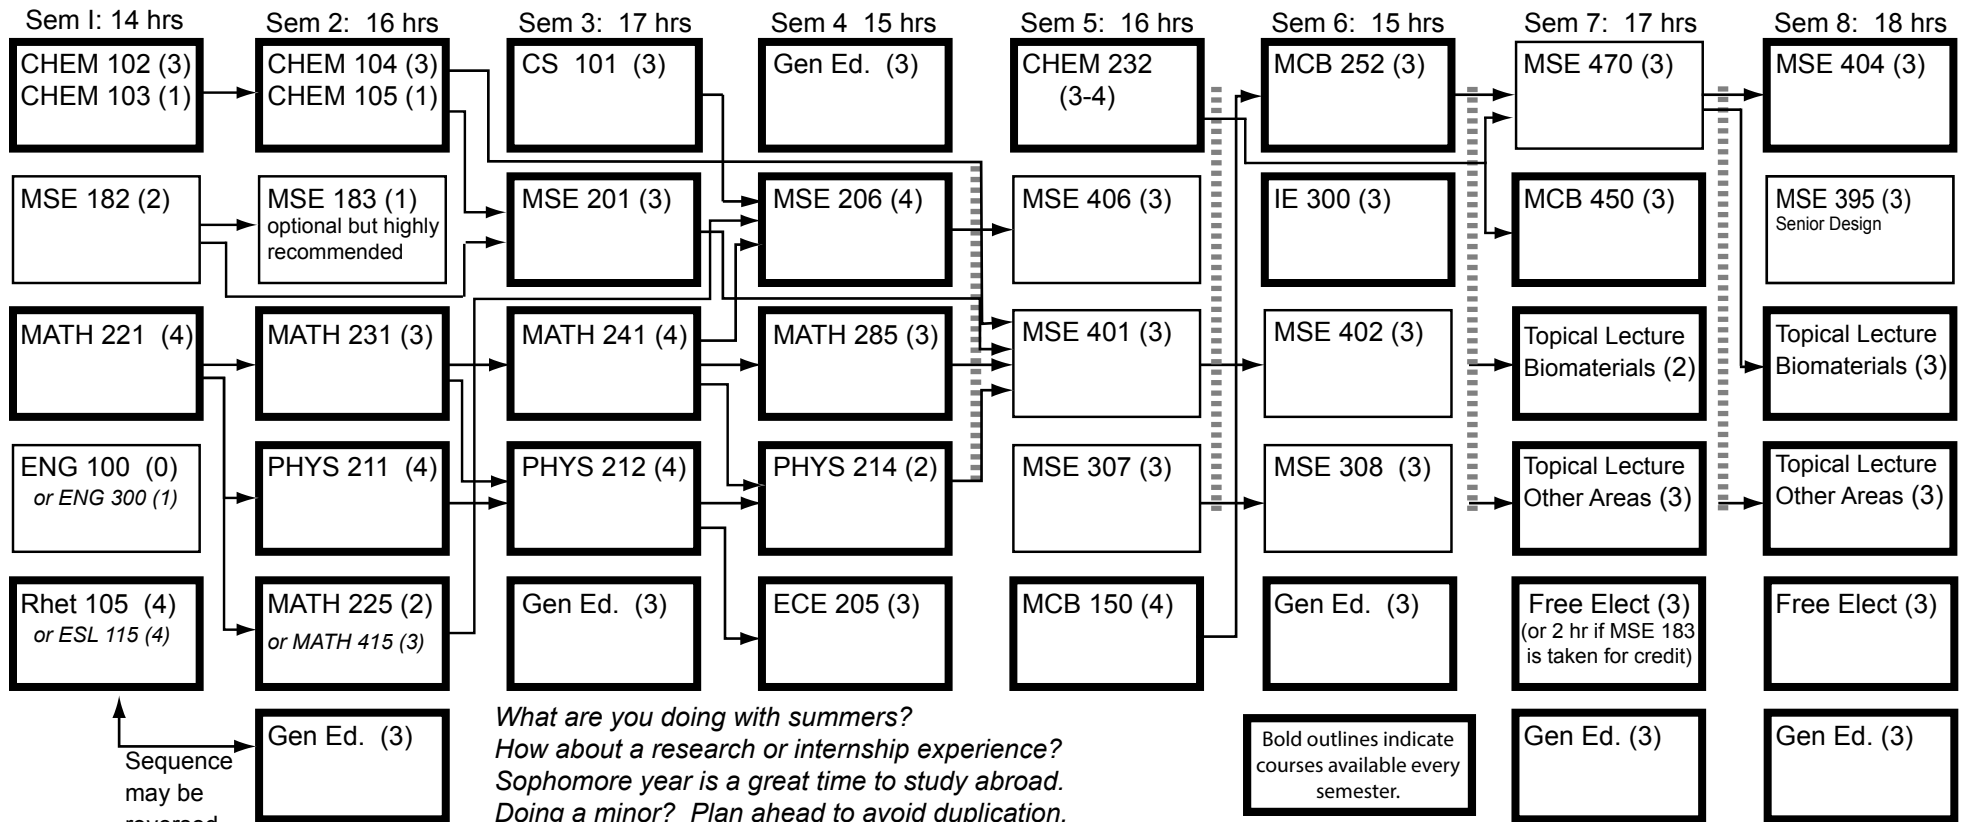 Sem I: 14 hrs
Sem 2: 16 hrs
Sem 3: 17 hrs
Sem 4 15 hrs
Sem 5: 16 hrs
Sem 6: 15 hrs
Sem 7: 17 hrs
Sem 8: 18 hrs
CHEM 102 (3)
CHEM 103 (1)
CHEM 104 (3)
CHEM 105 (1)
CS 101 (3)
Gen Ed. (3)
CHEM 232
(3-4)
MCB 252 (3)
MSE 470 (3)
MSE 404 (3)
MSE 182 (2)
MSE 183 (1)
optional but highly
recommended
MSE 201 (3)
MSE 206 (4)
MSE 406 (3)
IE 300 (3)
MCB 450 (3)
MSE 395 (3)
Senior Design
MATH 221 (4)
MATH 231 (3)
MATH 241 (4)
MATH 285 (3)
MSE 401 (3)
MSE 402 (3)
Topical Lecture
Biomaterials (2)
Topical Lecture
Biomaterials (3)
ENG 100 (0)
or ENG 300 (1)
PHYS 211 (4)
PHYS 212 (4)
PHYS 214 (2)
MSE 307 (3)
MSE 308 (3)
Topical Lecture
Other Areas (3)
Topical Lecture
Other Areas (3)
Rhet 105 (4)
or ESL 115 (4)
MATH 225 (2)
or MATH 415 (3)
Gen Ed. (3)
ECE 205 (3)
MCB 150 (4)
Gen Ed. (3)
Free Elect (3)
(or 2 hr if MSE 183
is taken for credit)
Free Elect (3)
Sequence
may be
reversed
Gen Ed. (3)
What are you doing with summers?
How about a research or internship experience?
Sophomore year is a great time to study abroad.
Doing a minor? Plan ahead to avoid duplication.
Bold outlines indicate
courses available every
semester.
Gen Ed. (3)
Gen Ed. (3)